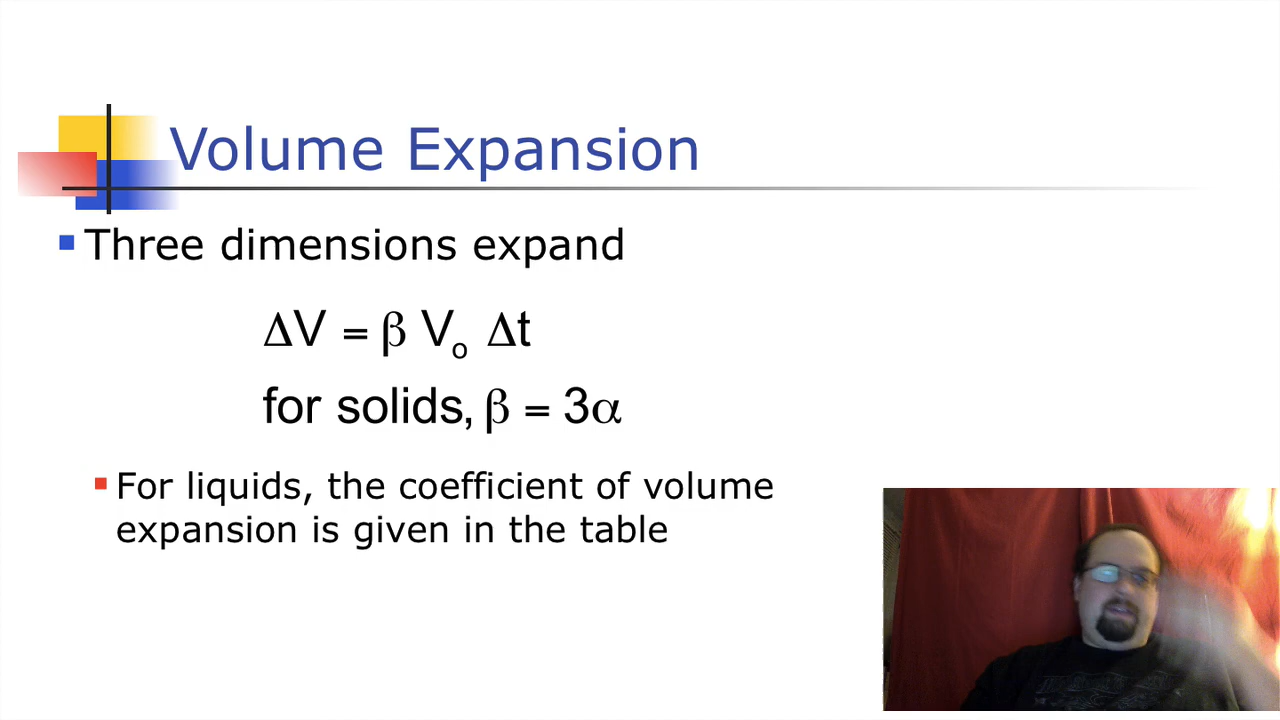 Volume Expansion
Three dimensions expand
ΔV = β V₀ Δt
for solids, β = 3α
For liquids, the coefficient of volume
expansion is given in the table